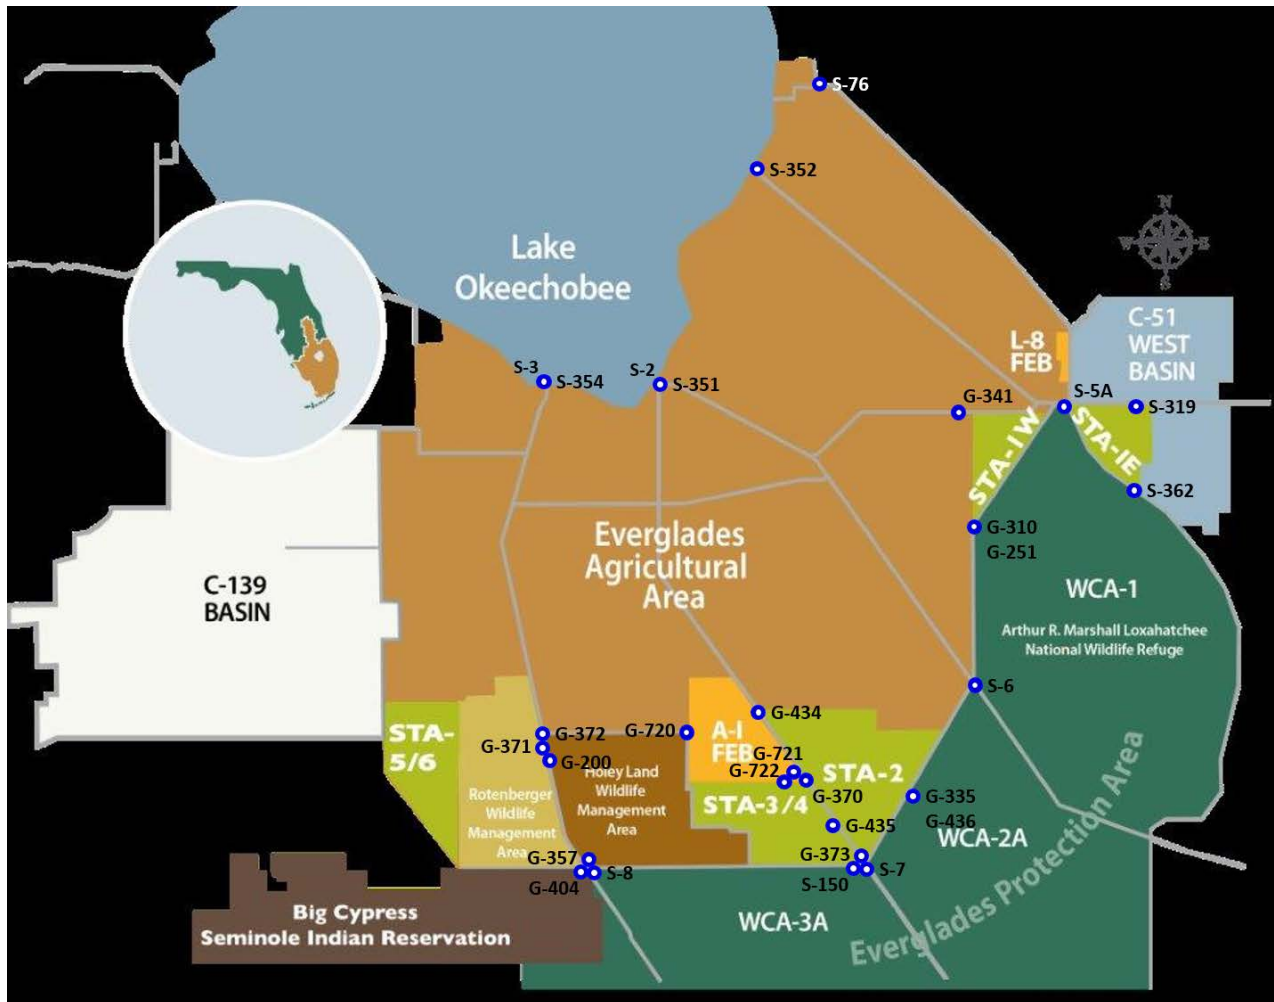 S-76
S-352
N
W
E
S
Lake
Okeechobee
C-51
WEST
BASIN
L-8
FEB
S-3
S-354
S-2
S-351
G-341
S-5A
S-319
STA-1W
STA-1E
S-362
G-310
G-251
Everglades
Agricultural
Area
C-139
BASIN
WCA-1
Arthur R. Marshall Loxahatchee
National Wildlife Refuge
S-6
G-434
STA-
5/6
G-372
G-371
G-200
G-720
A-1
FEB
G-721
G-722
STA-2
G-370
STA-3/4
Rotenberger
Wildlife
Management
Area
Holey Land
Wildlife
Management
Area
G-335
G-436
G-435
WCA-2A
G-357
G-404
S-8
G-373
S-150
S-7
Big Cypress
Seminole Indian Reservation
WCA-3A
Everglades Protection Area